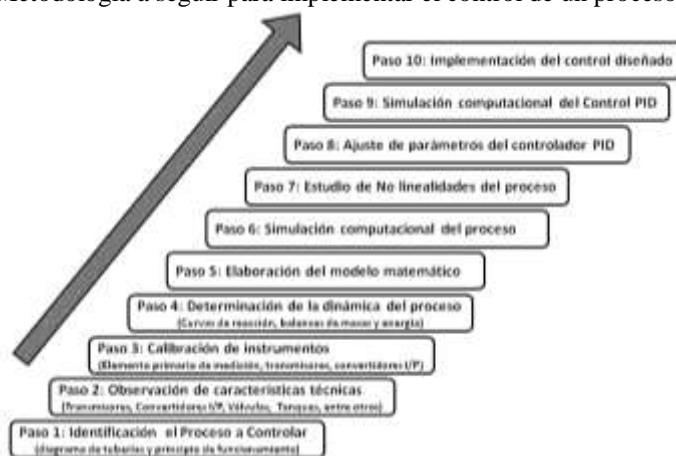 Metodología a seguir para implementar el control de un proceso
Paso 10: Implementación del control diseñado
Paso 9: Simulación computacional del Control PID
Paso 8: Ajuste de parámetros del controlador PID
Paso 7: Estudio de No linealidades del proceso
Paso 6: Simulación computacional del proceso
Paso 5: Elaboración del modelo matemático
Paso 4: Determinación de la dinámica del proceso
(Curvas de reacción, balances de masa y energía)
Paso 3: Calibración de instrumentos
(Elemento primario de medición, transmisores, convertidores I/P)
Paso 2: Observación de características técnicas
(Transmisores, Convertidores I/P, Válvulas, Tanques, entre otros)
Paso 1: Identificación el Proceso a Controlar
(diagrama de tuberías y principio de funcionamiento)